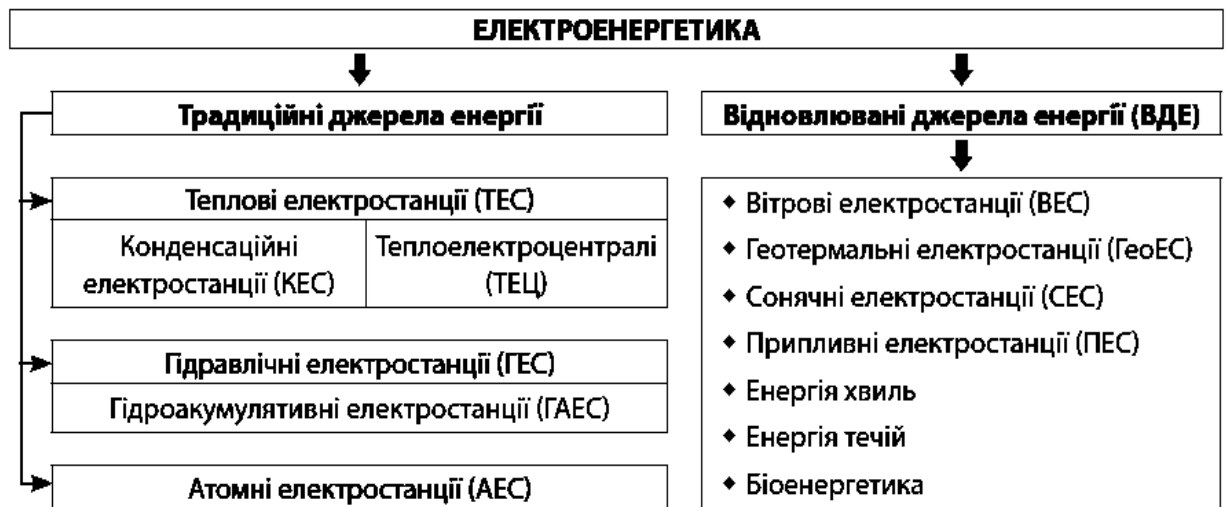 ЕЛЕКТРОЕНЕРГЕТИКА
Традиційні джерела енергії
Теплові електростанції (ТЕС)
Конденсаційні
електростанції (КЕС)
Теплоелектроцентралі
(ТЕЦ)
Гідравлічні електростанції (ГЕС)
Гідроакумулятивні електростанції (ГАЕС)
Атомні електростанції (АЕС)
Відновлювані джерела енергії (ВДЕ)
◆ Вітрові електростанції (ВЕС)
◆ Геотермальні електростанції (ГеоЕС)
◆ Сонячні електростанції (СЕС)
◆ Припливні електростанції (ПЕС)
◆ Енергія хвиль
◆ Енергія течій
◆ Біоенергетика